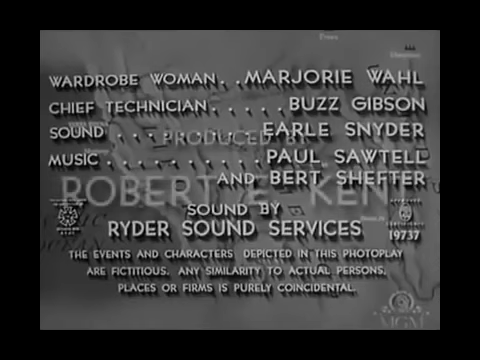 WARDROBE WOMAN..MARJORIE WAHL
CHIEF TECHNICIAN.....BUZZ GIBSON
SOUND..........EARLE SNYDER
PRODUCED BY
MUSIC...........PAUL SAWTELL
AND BERT SHEFTER
ROBERT E. KENT
SOUND BY
RYDER SOUND SERVICES
19737
THE EVENTS AND CHARACTERS DEPICTED IN THIS PHOTOPLAY
ARE FICTITIOUS. ANY SIMILARITY TO ACTUAL PERSONS,
PLACES OR FIRMS IS PURELY COINCIDENTAL.
MGM